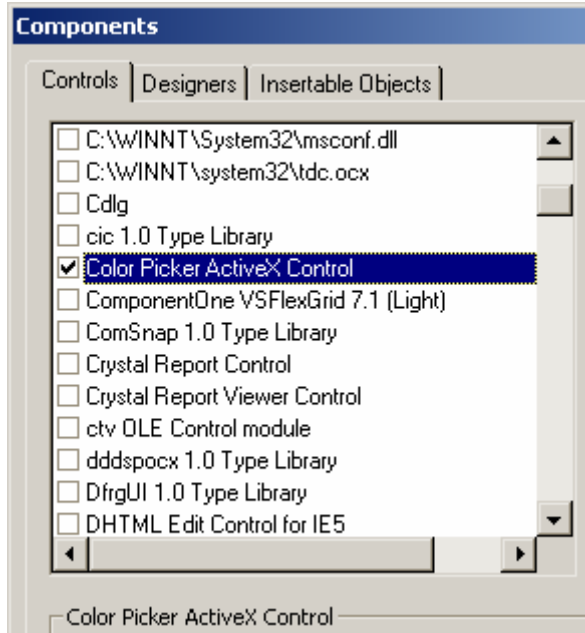 Components
Controls Designers Insertable Objects
C:\WINNT\System32\msconf.dll
C:\WINNT\system32\tdc.ocx
Cdlg
cic 1.0 Type Library
Color Picker ActiveX Control
ComponentOne VSFlexGrid 7.1 (Light)
ComSnap 1.0 Type Library
Crystal Report Control
Crystal Report Viewer Control
ctv OLE Control module
dddspocx 1.0 Type Library
DfrgUI 1.0 Type Library
DHTML Edit Control for IE5
Color Picker ActiveX Control